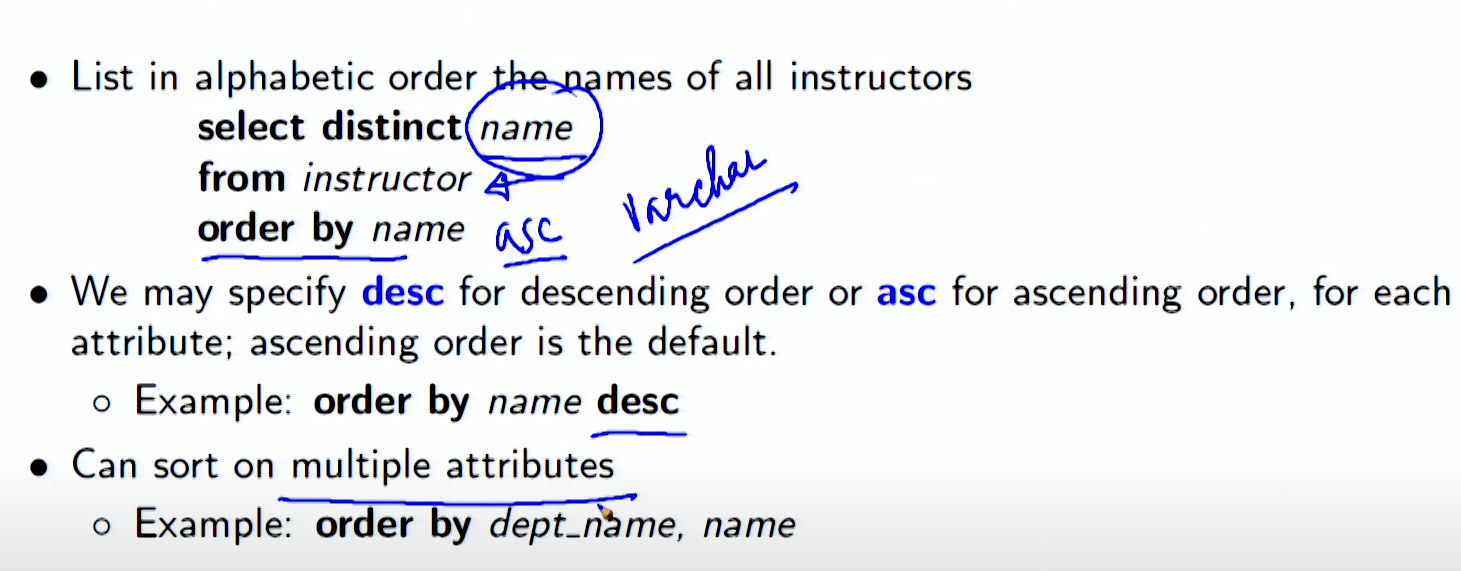 • List in alphabetic order the names of all instructors
select distinct name
from instructor
order by name asc varchar
• We may specify desc for descending order or asc for ascending order, for each
attribute; ascending order is the default.
○ Example: order by name desc
• Can sort on multiple attributes
○ Example: order by dept_name, name